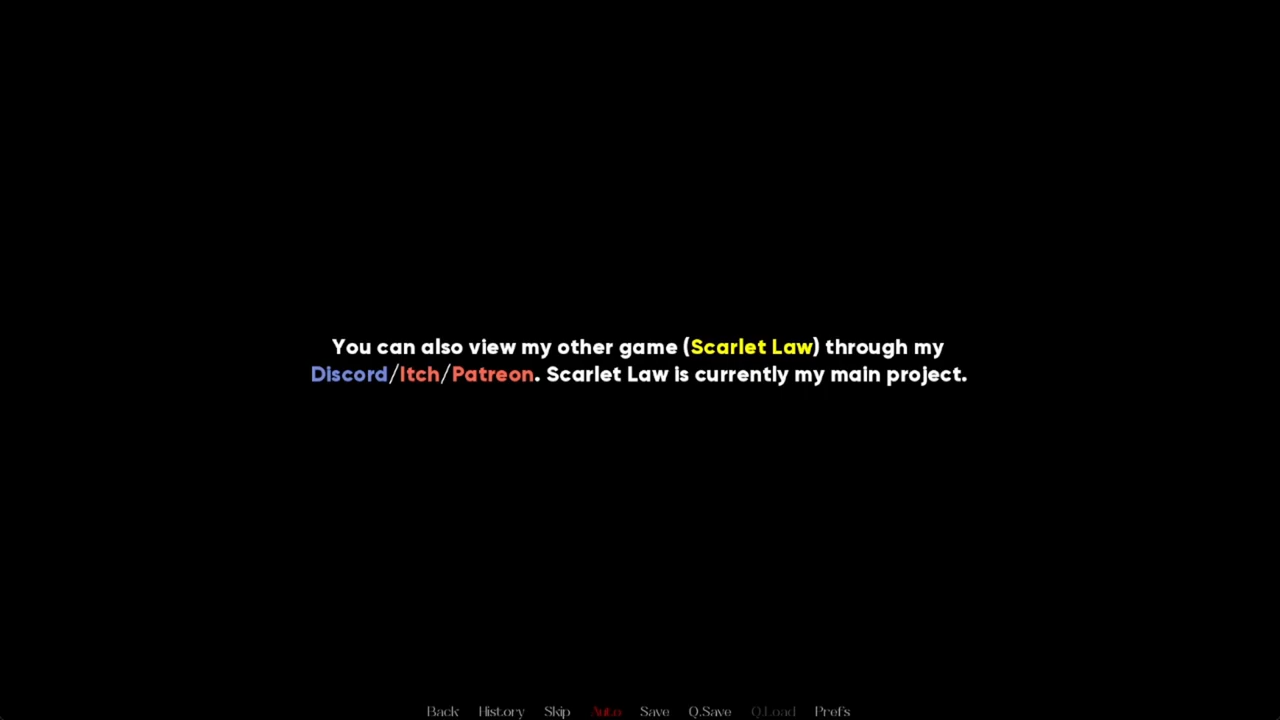 You can also view my other game (Scarlet Law) through my
Discord/Itch/Patreon. Scarlet Law is currently my main project.
Back History Skip Auto Save Q.Save Q.Load Prefs